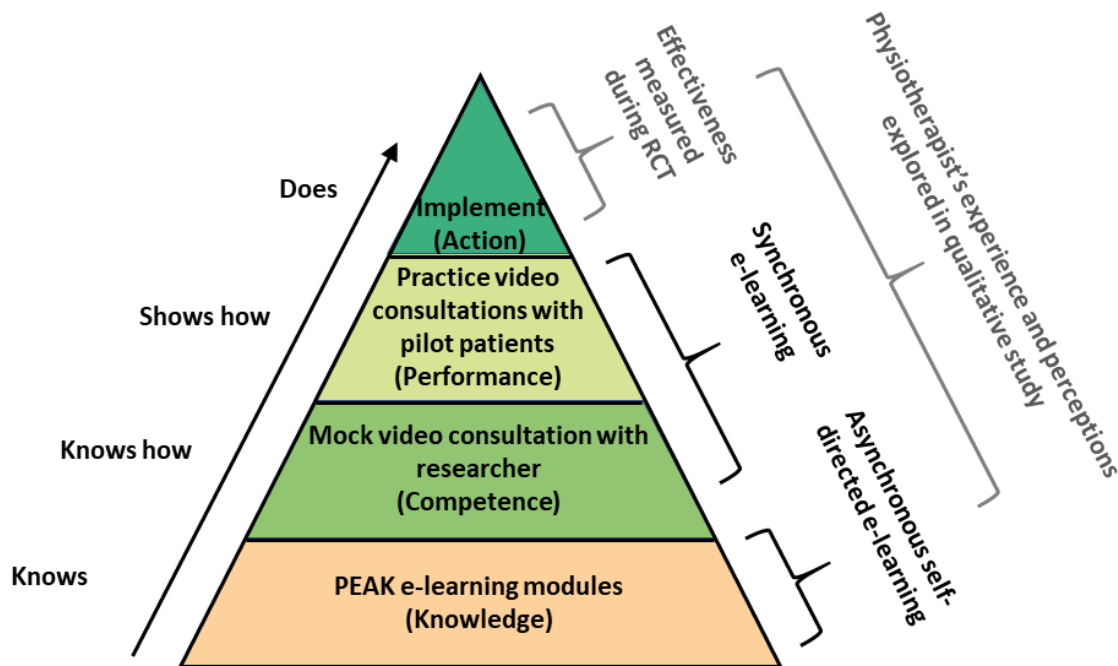 Does
Shows how
Knows how
Knows
Implement
(Action)
Practice video
consultations with
pilot patients
(Performance)
Mock video consultation with
researcher
(Competence)
PEAK e-learning modules
(Knowledge)
Effectiveness
measured
during RCT
Synchronous
e-learning
Asynchronous self-
directed e-learning
Physiotherapist's experience and perceptions
explored in qualitative study